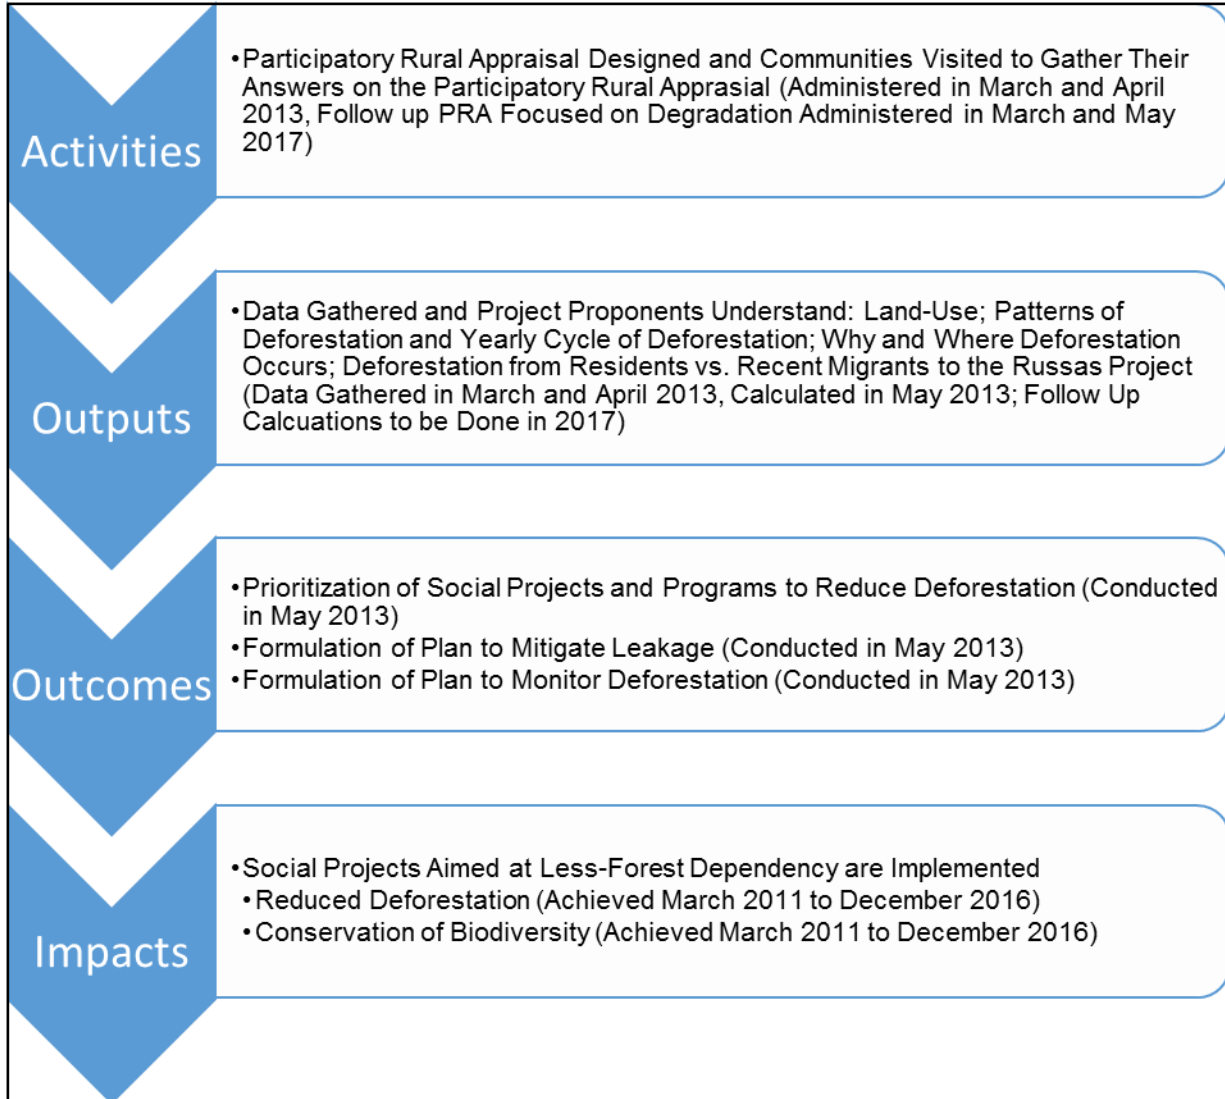 Activities
•Participatory Rural Appraisal Designed and Communities Visited to Gather Their
Answers on the Participatory Rural Apprasial (Administered in March and April
2013, Follow up PRA Focused on Degradation Administered in March and May
2017)
Outputs
•Data Gathered and Project Proponents Understand: Land-Use; Patterns of
Deforestation and Yearly Cycle of Deforestation; Why and Where Deforestation
Occurs; Deforestation from Residents vs. Recent Migrants to the Russas Project
(Data Gathered in March and April 2013, Calculated in May 2013; Follow Up
Calcuations to be Done in 2017)
Outcomes
•Prioritization of Social Projects and Programs to Reduce Deforestation (Conducted
in May 2013)
•Formulation of Plan to Mitigate Leakage (Conducted in May 2013)
•Formulation of Plan to Monitor Deforestation (Conducted in May 2013)
Impacts
•Social Projects Aimed at Less-Forest Dependency are Implemented
•Reduced Deforestation (Achieved March 2011 to December 2016)
•Conservation of Biodiversity (Achieved March 2011 to December 2016)